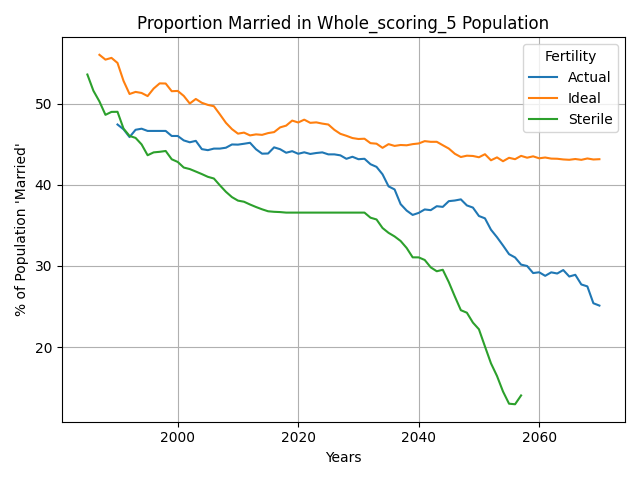 Proportion Married in Whole_scoring_5 Population
Fertility
Actual
Ideal
Sterile
% of Population 'Married'
50
40
30
20
2000 2020 2040 2060
Years